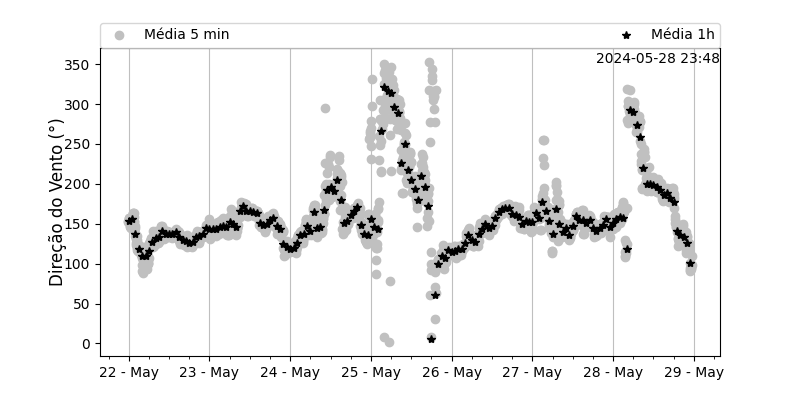 Média 5 min
Média 1h
2024-05-28 23:48
Direção do Vento (°)
350
300
250
200
150
100
50
0
22 - May
23 - May
24 - May
25 - May
26 - May
27 - May
28 - May
29 - May